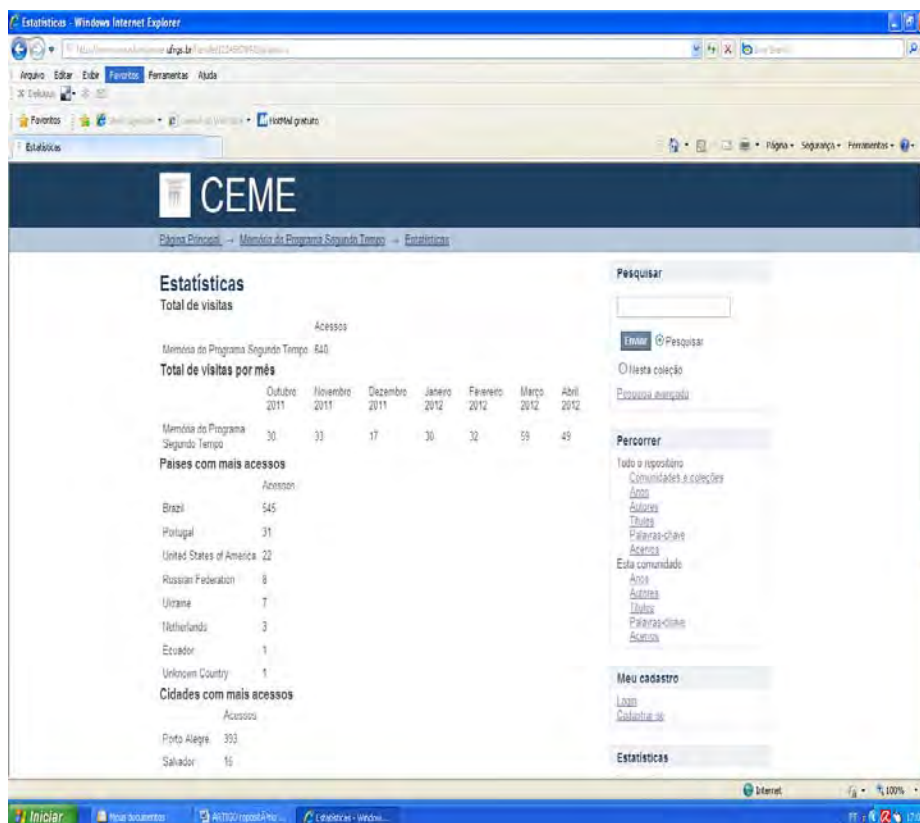 Estatísticas - Windows Internet Explorer
ufrgs.br
Arquivo Editar Exibir Favoritos Ferramentas Ajuda
Favoritos HotMail gratuito
Estatísticas
Página Segurança Ferramentas
CEME
Página Principal → Memória do Programa Segundo Tempo → Estatísticas
Estatísticas
Total de visitas
Acessos
Memória do Programa Segundo Tempo 640
Total de visitas por mês
Outubro 2011 Novembro 2011 Dezembro 2011 Janeiro 2012 Fevereiro 2012 Março 2012 Abril 2012
Memória do Programa
Segundo Tempo 30 33 17 30 32 59 49
Países com mais acessos
Acessos
Brazil 545
Portugal 31
United States of America 22
Russian Federation 8
Ukraine 7
Netherlands 3
Ecuador 1
Unknown Country 1
Cidades com mais acessos
Acessos
Porto Alegre 393
Salvador 16
Pesquisar
Enviar Pesquisar
Nesta coleção
Pesquisa avançada
Percorrer
Todo o repositório
Comunidades e coleções
Anos
Autores
Títulos
Palavras-chave
Acervos
Esta comunidade
Anos
Autores
Títulos
Palavras-chave
Acervos
Meu cadastro
Login
Cadastrar-se
Estatísticas
Internet 100%
Iniciar Meus documentos Estatísticas - Window... PT